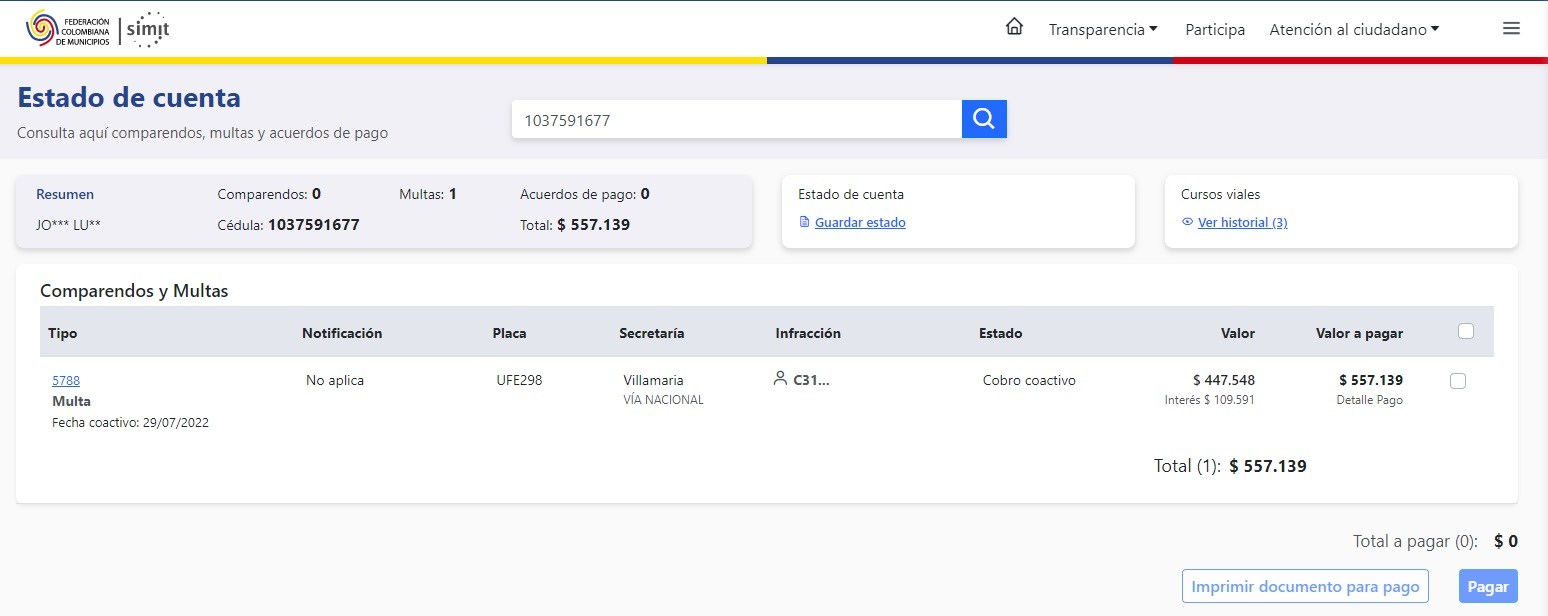 FEDERACIÓN
COLOMBIANA
DE MUNICIPIOS
simit
Transparencia
Participa
Atención al ciudadano
Estado de cuenta
Consulta aquí comparendos, multas y acuerdos de pago
1037591677
Resumen
Comparendos: 0
Multas: 1
Acuerdos de pago: 0
JO*** LU**
Cédula: 1037591677
Total: $ 557.139
Estado de cuenta
Guardar estado
Cursos viales
Ver historial (3)
Comparendos y Multas
Tipo Notificación Placa Secretaría Infracción Estado Valor Valor a pagar
5788 No aplica UFE298 Villamaria C31... Cobro coactivo $ 447.548 $ 557.139
Multa VÍA NACIONAL Interés $ 109.591 Detalle Pago
Fecha coactivo: 29/07/2022
Total (1): $ 557.139
Total a pagar (0): $ 0
Imprimir documento para pago
Pagar